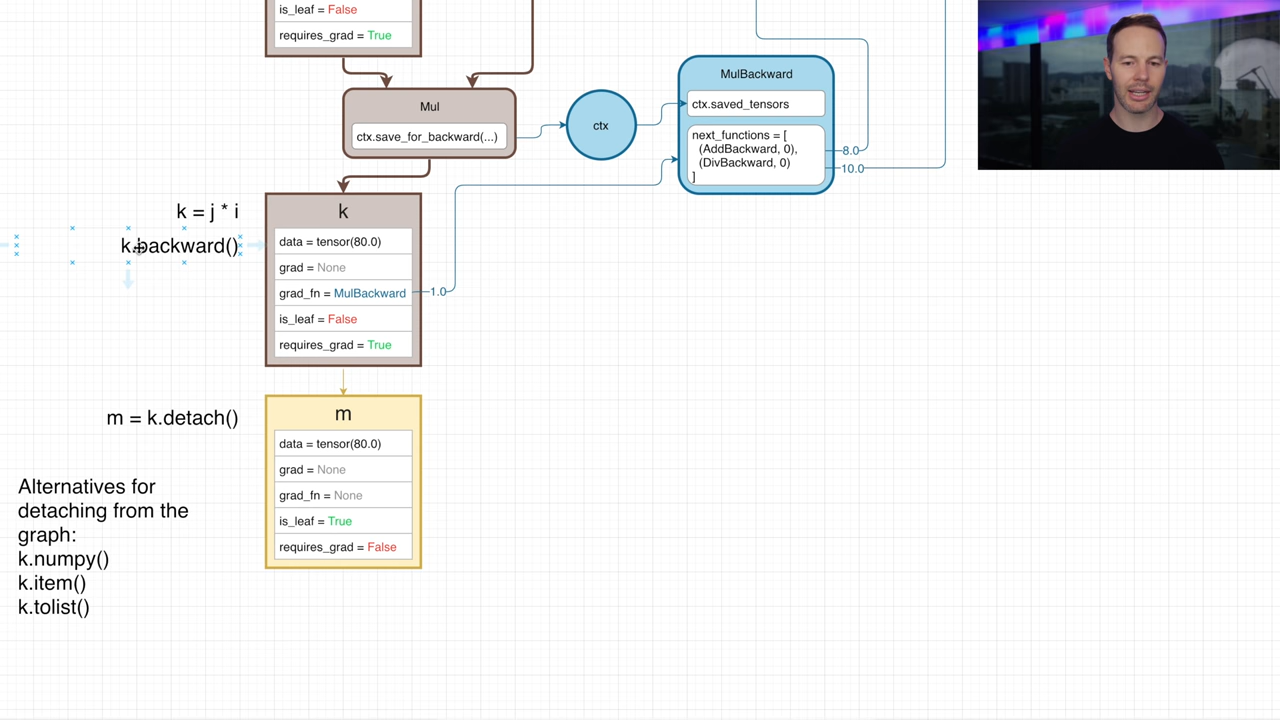 is_leaf = False
requires_grad = True
Mul
ctx.save_for_backward(...)
ctx
MulBackward
ctx.saved_tensors
next_functions = [
(AddBackward, 0),
(DivBackward, 0)
]
8.0
10.0
k = j * i
k.backward()
k
data = tensor(80.0)
grad = None
grad_fn = MulBackward
1.0
is_leaf = False
requires_grad = True
m = k.detach()
m
data = tensor(80.0)
grad = None
grad_fn = None
is_leaf = True
requires_grad = False
Alternatives for
detaching from the
graph:
k.numpy()
k.item()
k.tolist()